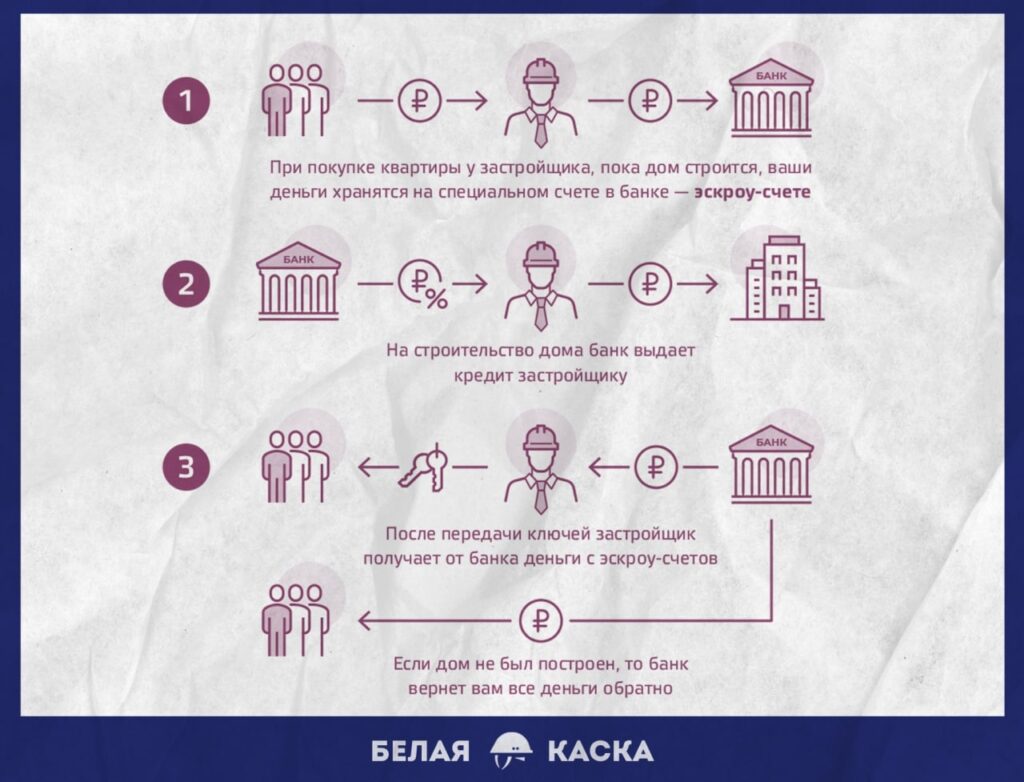 1
БАНК
При покупке квартиры у застройщика, пока дом строится, ваши
деньги хранятся на специальном счете в банке — эскроу-счете
2
БАНК
₽%
На строительство дома банк выдает
кредит застройщику
3
БАНК
После передачи ключей застройщик
получает от банка деньги с эскроу-счетов
Если дом не был построен, то банк
вернет вам все деньги обратно
БЕЛАЯ КАСКА